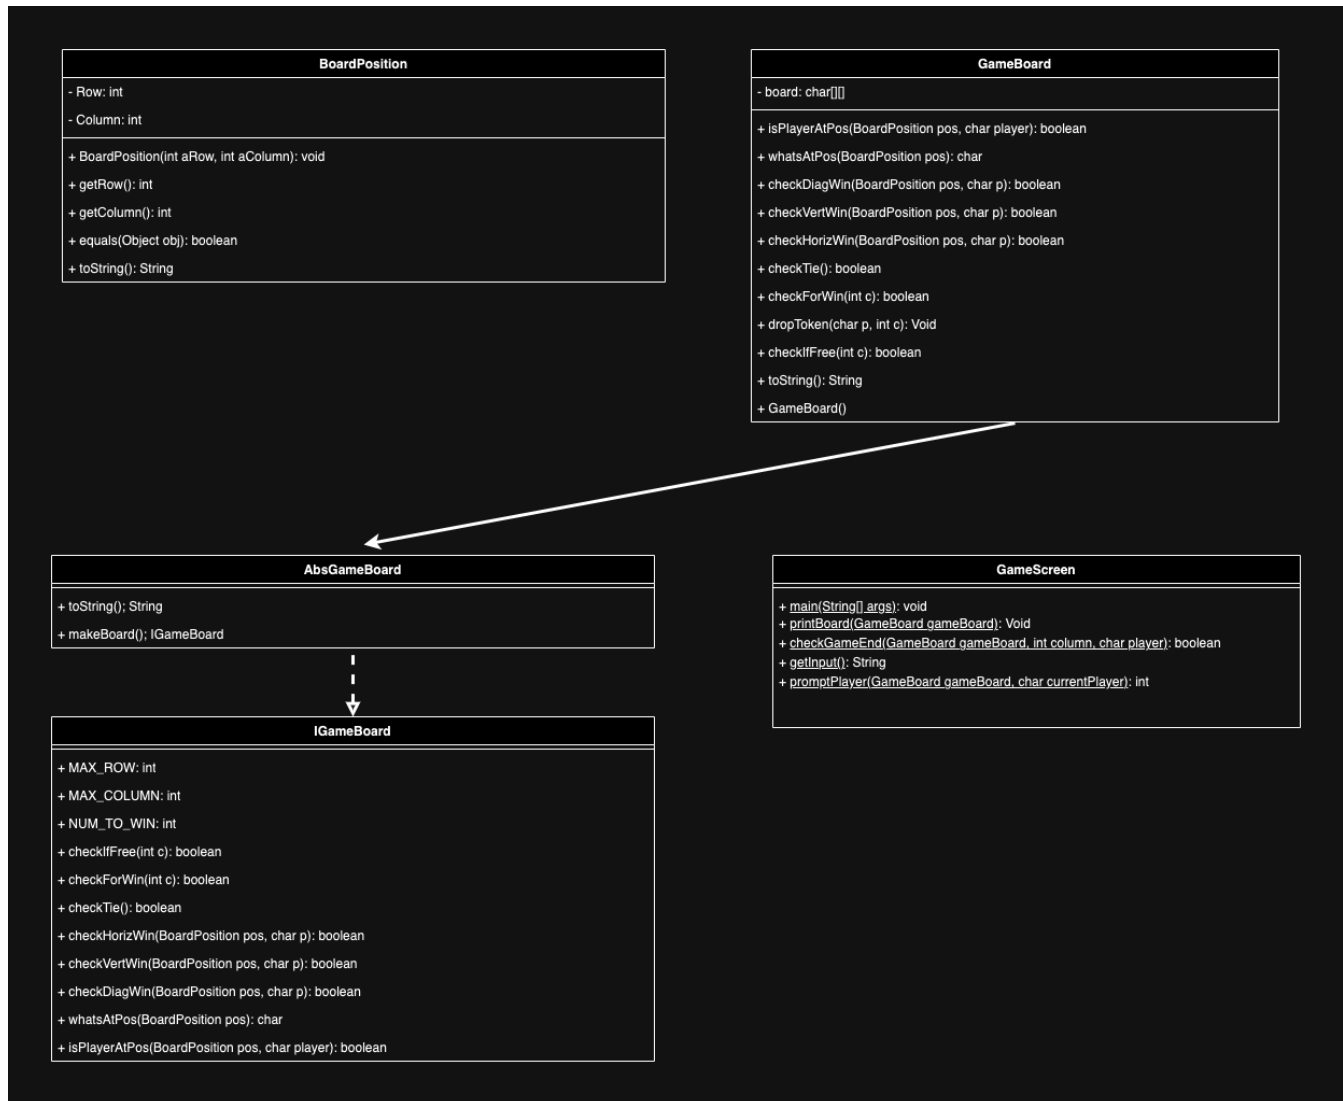 BoardPosition
- Row: int
- Column: int
+ BoardPosition(int aRow, int aColumn): void
+ getRow(): int
+ getColumn(): int
+ equals(Object obj): boolean
+ toString(): String
GameBoard
- board: char[][]
+ isPlayerAtPos(BoardPosition pos, char player): boolean
+ whatsAtPos(BoardPosition pos): char
+ checkDiagWin(BoardPosition pos, char p): boolean
+ checkVertWin(BoardPosition pos, char p): boolean
+ checkHorizWin(BoardPosition pos, char p): boolean
+ checkTie(): boolean
+ checkForWin(int c): boolean
+ dropToken(char p, int c): Void
+ checkIfFree(int c): boolean
+ toString(): String
+ GameBoard()
AbsGameBoard
+ toString(); String
+ makeBoard(); IGameBoard
GameScreen
+ main(String[] args): void
+ printBoard(GameBoard gameBoard): Void
+ checkGameEnd(GameBoard gameBoard, int column, char player): boolean
+ getInput(): String
+ promptPlayer(GameBoard gameBoard, char currentPlayer): int
IGameBoard
+ MAX_ROW: int
+ MAX_COLUMN: int
+ NUM_TO_WIN: int
+ checkIfFree(int c): boolean
+ checkForWin(int c): boolean
+ checkTie(): boolean
+ checkHorizWin(BoardPosition pos, char p): boolean
+ checkVertWin(BoardPosition pos, char p): boolean
+ checkDiagWin(BoardPosition pos, char p): boolean
+ whatsAtPos(BoardPosition pos): char
+ isPlayerAtPos(BoardPosition pos, char player): boolean